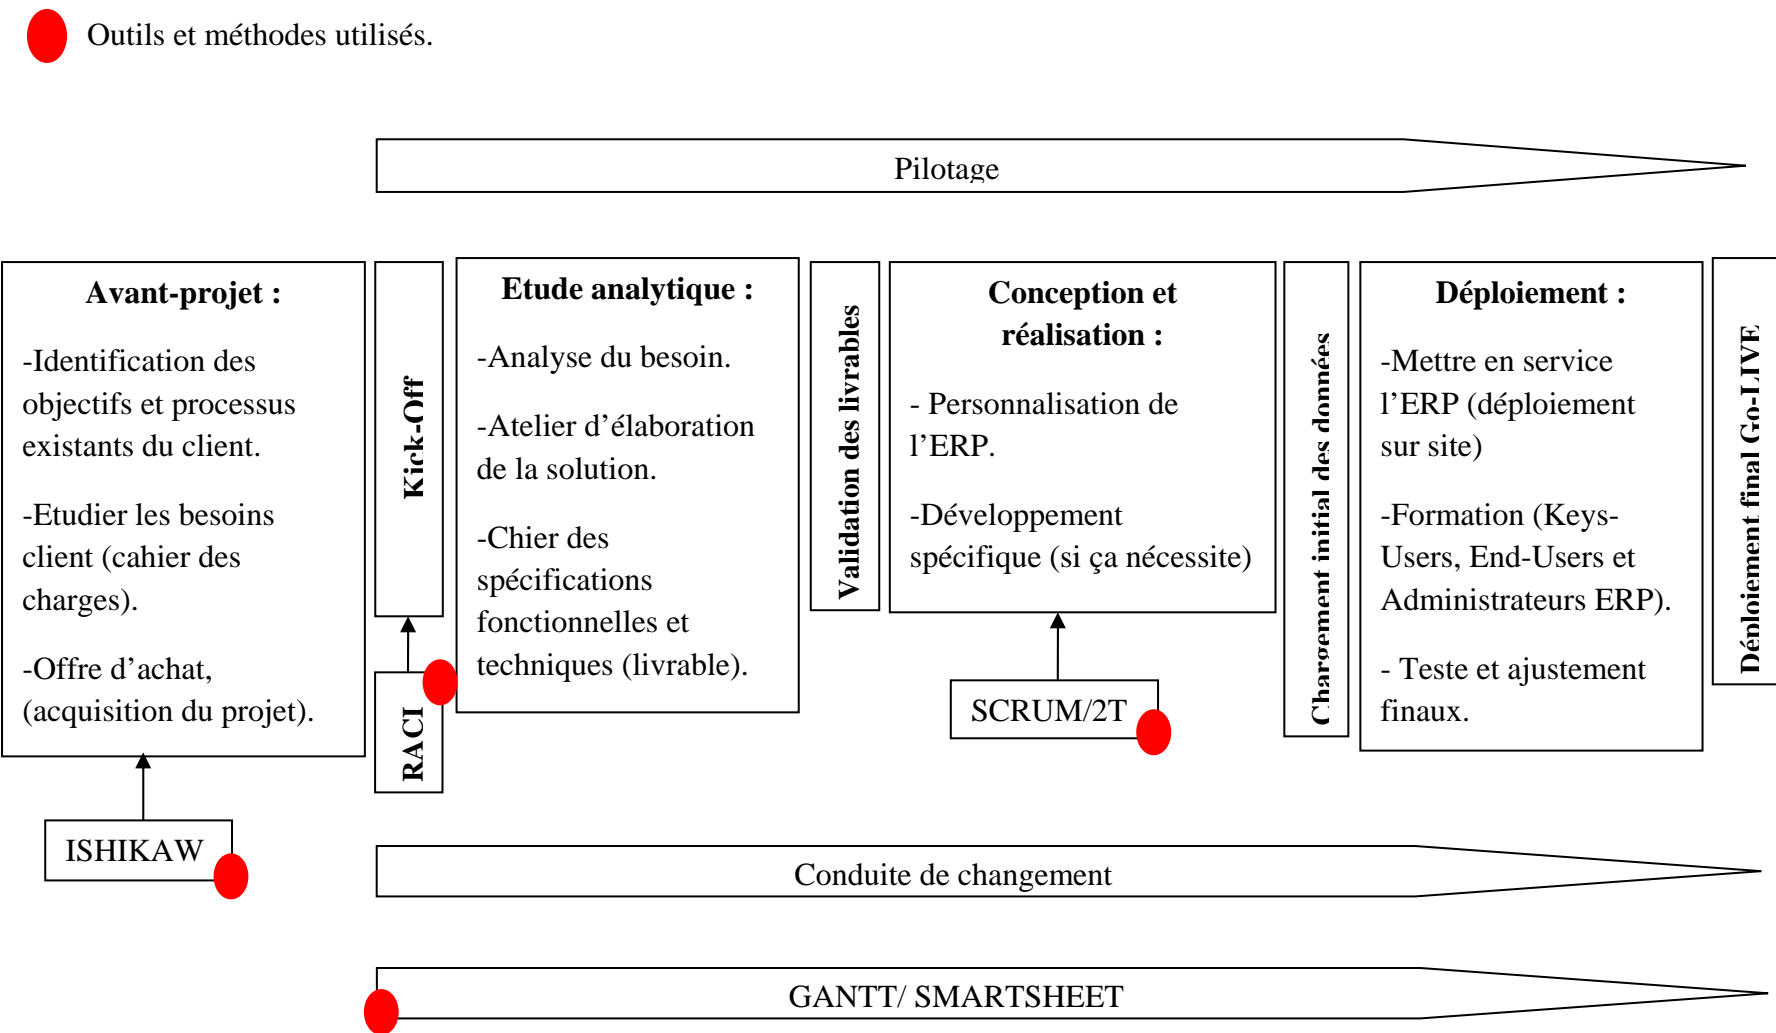 Outils et méthodes utilisés.
Pilotage
Avant-projet :
-Identification des
objectifs et processus
existants du client.
-Etudier les besoins
client (cahier des
charges).
-Offre d’achat,
(acquisition du projet).
ISHIKAW
Kick-Off
RACI
Etude analytique :
-Analyse du besoin.
-Atelier d’élaboration
de la solution.
-Chier des
spécifications
fonctionnelles et
techniques (livrable).
Validation des livrables
Conception et
réalisation :
- Personnalisation de
l’ERP.
-Développement
spécifique (si ça nécessite)
SCRUM/2T
Chargement initial des données
Déploiement :
-Mettre en service
l’ERP (déploiement
sur site)
-Formation (Keys-
Users, End-Users et
Administrateurs ERP).
- Teste et ajustement
finaux.
Déploiement final Go-LIVE
Conduite de changement
GANTT/ SMARTSHEET